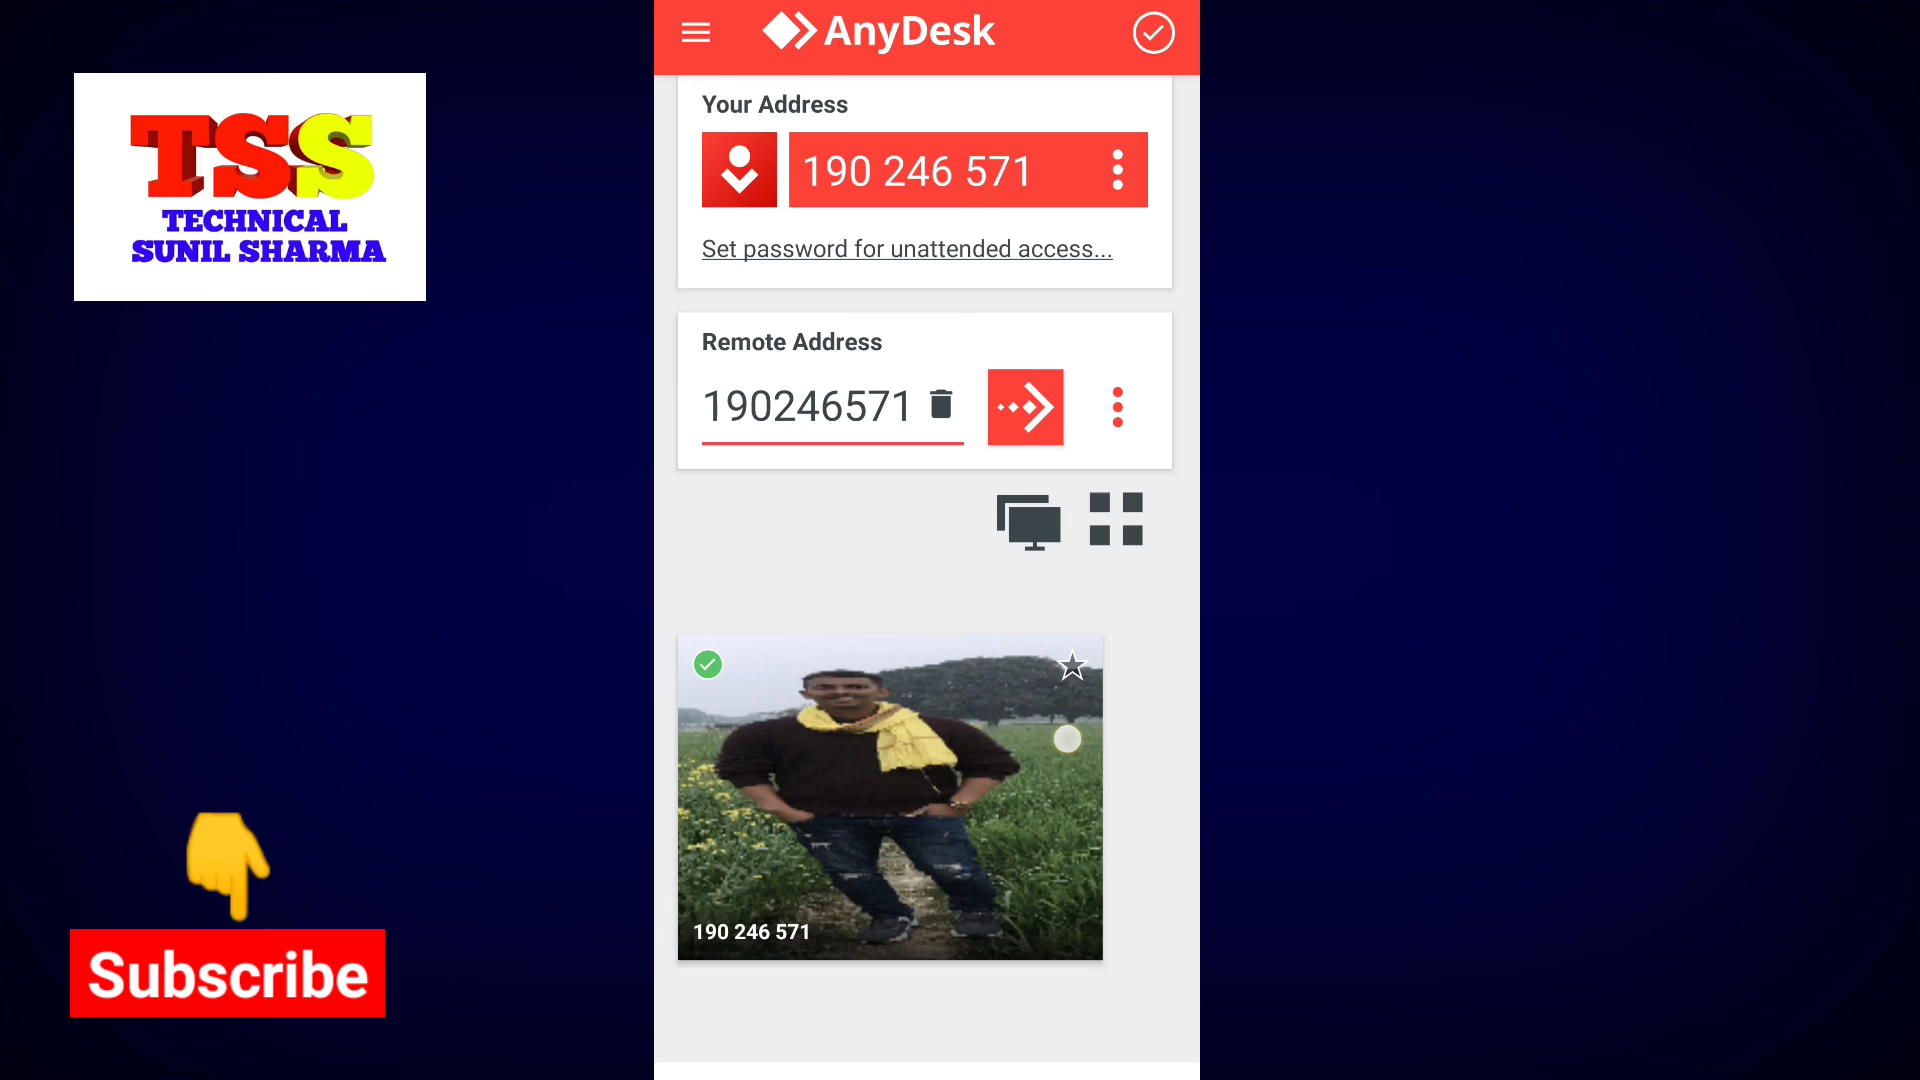 TSS
TECHNICAL
SUNIL SHARMA
AnyDesk
Your Address
190 246 571
Set password for unattended access...
Remote Address
190246571
190 246 571
Subscribe